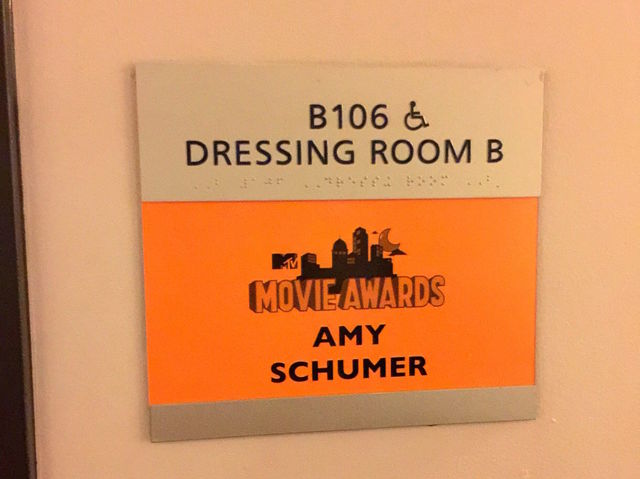 B106
DRESSING ROOM B
MTV
MOVIE AWARDS
AMY
SCHUMER